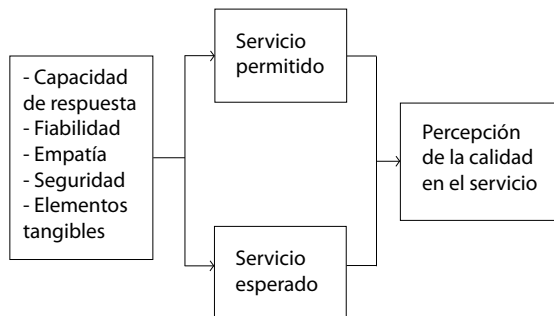 - Capacidad
de respuesta
- Fiabilidad
- Empatía
- Seguridad
- Elementos
tangibles
Servicio
permitido
Servicio
esperado
Percepción
de la calidad
en el servicio